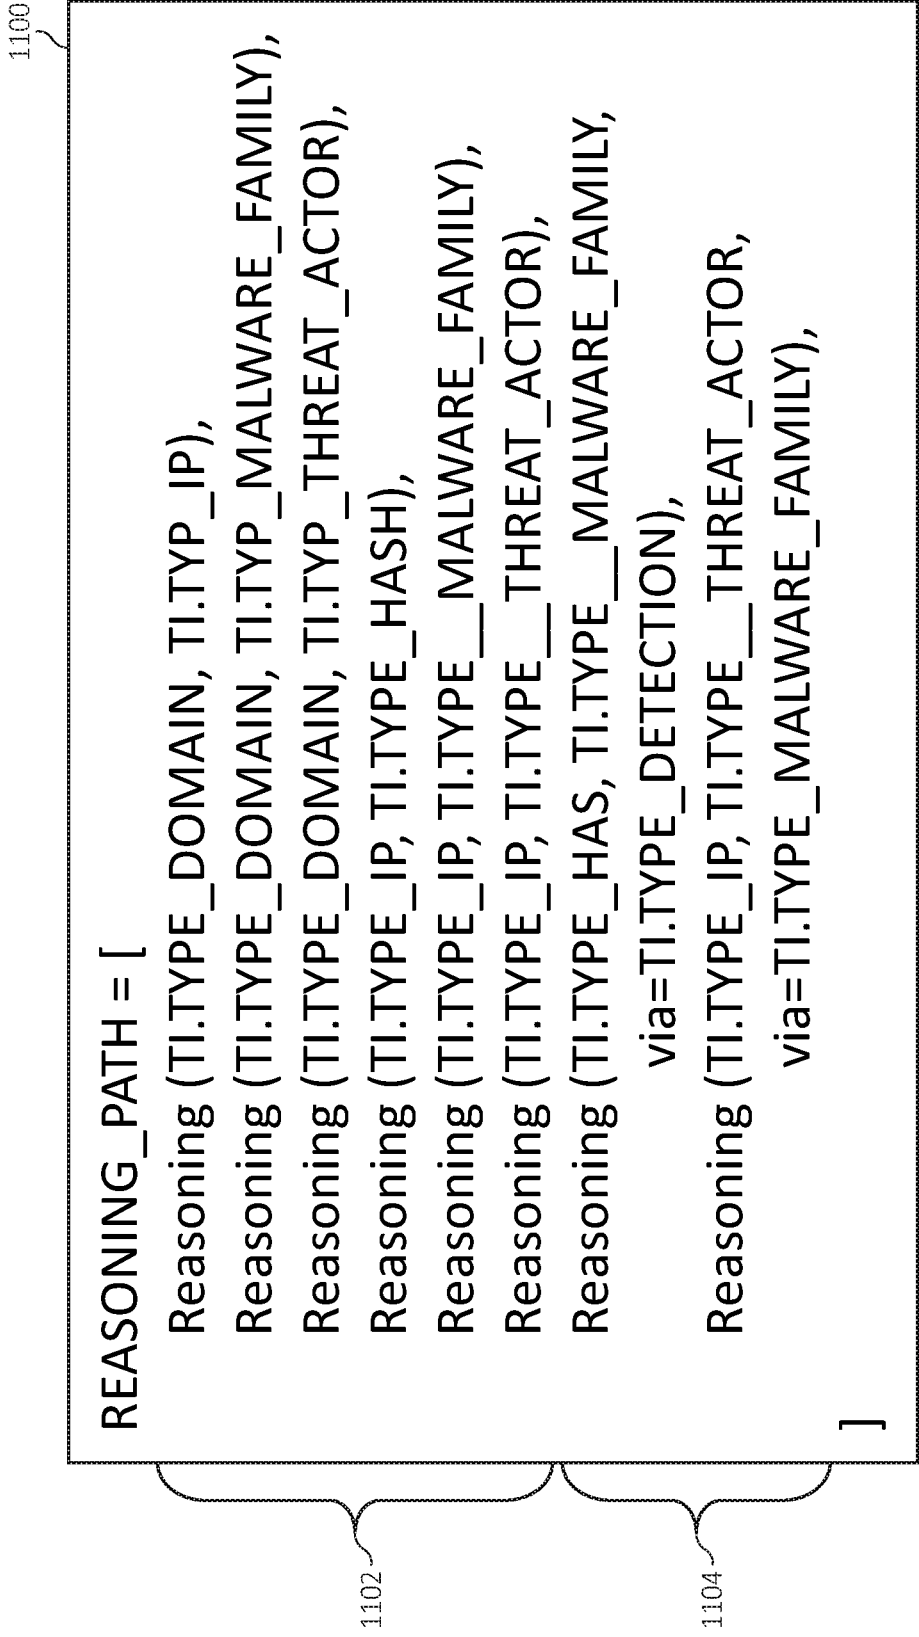 1100
REASONING_PATH = [
Reasoning (TI.TYPE_DOMAIN, TI.TYP_IP),
Reasoning (TI.TYPE_DOMAIN, TI.TYP_MALWARE_FAMILY),
Reasoning (TI.TYPE_DOMAIN, TI.TYP_THREAT_ACTOR),
Reasoning (TI.TYPE_IP, TI.TYPE_HASH),
Reasoning (TI.TYPE_IP, TI.TYPE__MALWARE_FAMILY),
Reasoning (TI.TYPE_IP, TI.TYPE__THREAT_ACTOR),
Reasoning (TI.TYPE_HAS, TI.TYPE__MALWARE_FAMILY,
via=TI.TYPE_DETECTION),
Reasoning (TI.TYPE_IP, TI.TYPE__THREAT_ACTOR,
via=TI.TYPE_MALWARE_FAMILY),
]
1102
1104